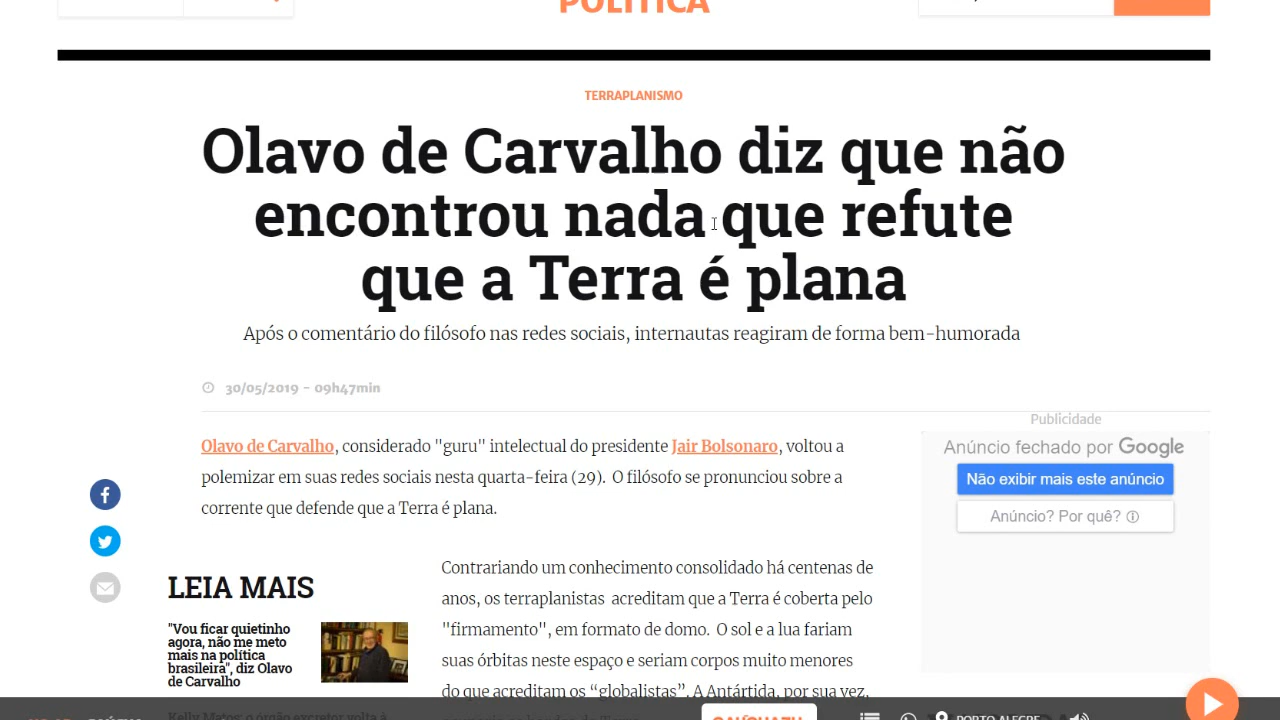 POLÍTICA
TERRAPLANISMO
Olavo de Carvalho diz que não
encontrou nada que refute
que a Terra é plana
Após o comentário do filósofo nas redes sociais, internautas reagiram de forma bem-humorada
30/05/2019 - 09h47min
Publicidade
Anúncio fechado por Google
Não exibir mais este anúncio
Anúncio? Por quê?
Olavo de Carvalho, considerado "guru" intelectual do presidente Jair Bolsonaro, voltou a
polemizar em suas redes sociais nesta quarta-feira (29). O filósofo se pronunciou sobre a
corrente que defende que a Terra é plana.
LEIA MAIS
"Vou ficar quietinho
agora, não me meto
mais na política
brasileira", diz Olavo
de Carvalho
Kelly Matos: o órgão excretor volta à
Contrariando um conhecimento consolidado há centenas de
anos, os terraplanistas acreditam que a Terra é coberta pelo
"firmamento", em formato de domo. O sol e a lua fariam
suas órbitas neste espaço e seriam corpos muito menores
do que acreditam os “globalistas”. A Antártida, por sua vez,
GAÚCHAZH
PORTO ALEGRE